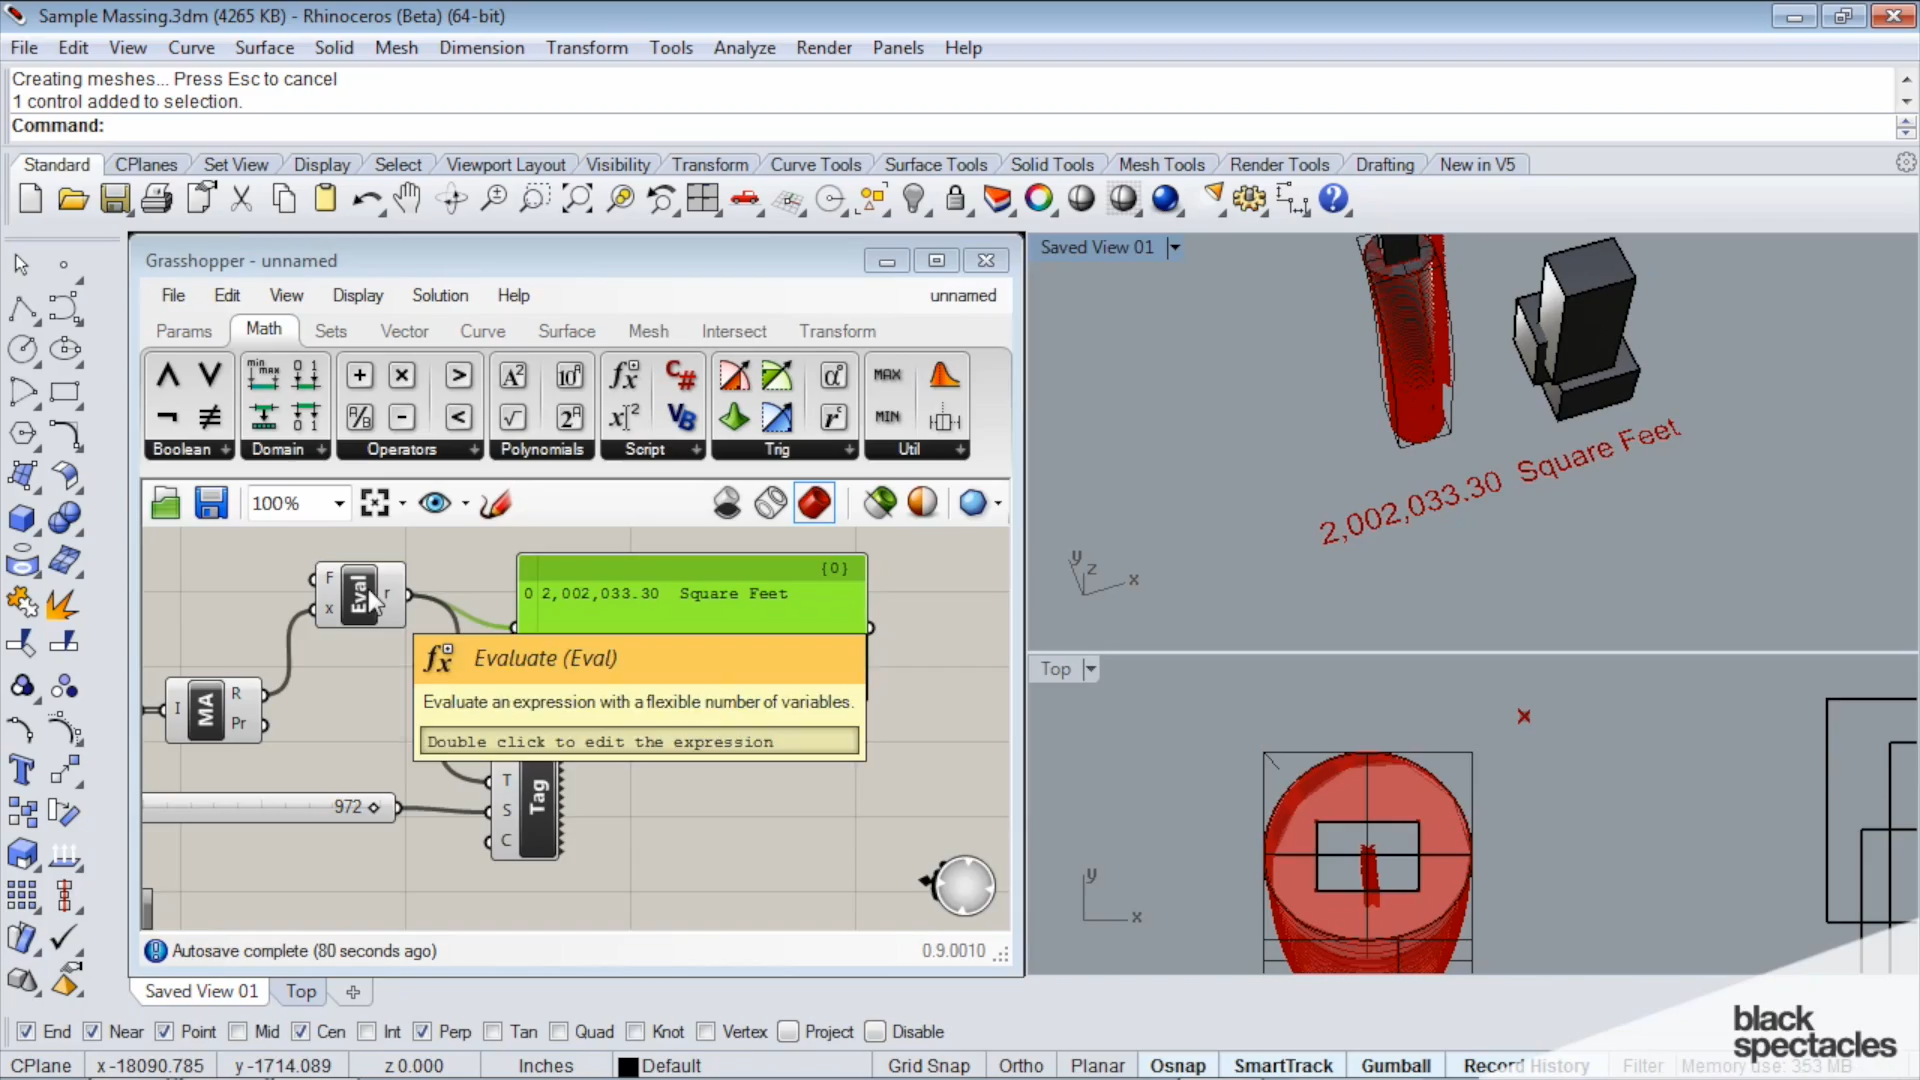 Sample Massing.3dm (4265 KB) - Rhinoceros (Beta) (64-bit)
File Edit View Curve Surface Solid Mesh Dimension Transform Tools Analyze Render Panels Help
Creating meshes... Press Esc to cancel
1 control added to selection.
Command:
Standard CPlanes Set View Display Select Viewport Layout Visibility Transform Curve Tools Surface Tools Solid Tools Mesh Tools Render Tools Drafting New in V5
Grasshopper - unnamed
File Edit View Display Solution Help unnamed
Params Math Sets Vector Curve Surface Mesh Intersect Transform
Boolean Domain Operators Polynomials Script Trig Util
100%
F x Eval r
{0}
0 2,002,033.30 Square Feet
Evaluate (Eval)
Evaluate an expression with a flexible number of variables.
Double click to edit the expression
I MA R Pr
972
T S C Tag
Autosave complete (80 seconds ago) 0.9.0010
Saved View 01
2,002,033.30 Square Feet
y z x
Top
y x
Saved View 01 Top
End Near Point Mid Cen Int Perp Tan Quad Knot Vertex Project Disable
CPlane x -18090.785 y -1714.089 z 0.000 Inches Default Grid Snap Ortho Planar Osnap SmartTrack Gumball Record History Filter Memory use: 353 MB
black
spectacles